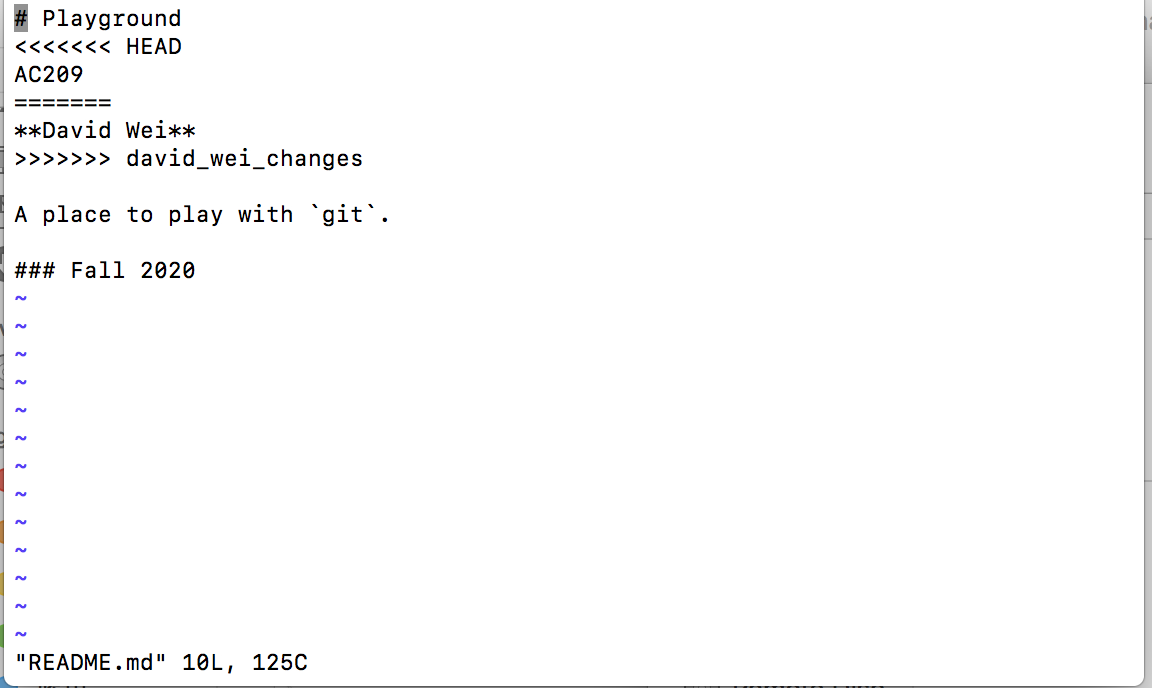 # Playground
<<<<<<< HEAD
AC209
=======
**David Wei**
>>>>>>> david_wei_changes
A place to play with `git`.
### Fall 2020
~
~
~
~
~
~
~
~
~
~
~
~
~
"README.md" 10L, 125C